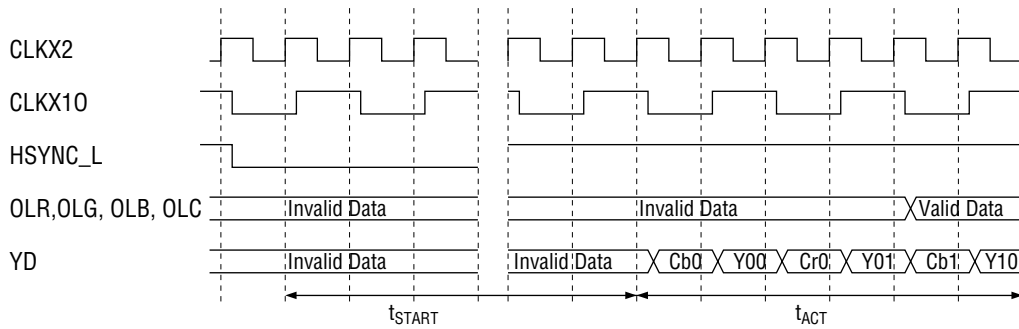 CLKX2
CLKX1O
HSYNC_L
OLR,OLG, OLB, OLC Invalid Data Invalid Data Valid Data
YD Invalid Data Invalid Data Cb0 Y00 Cr0 Y01 Cb1 Y10
tSTART tACT